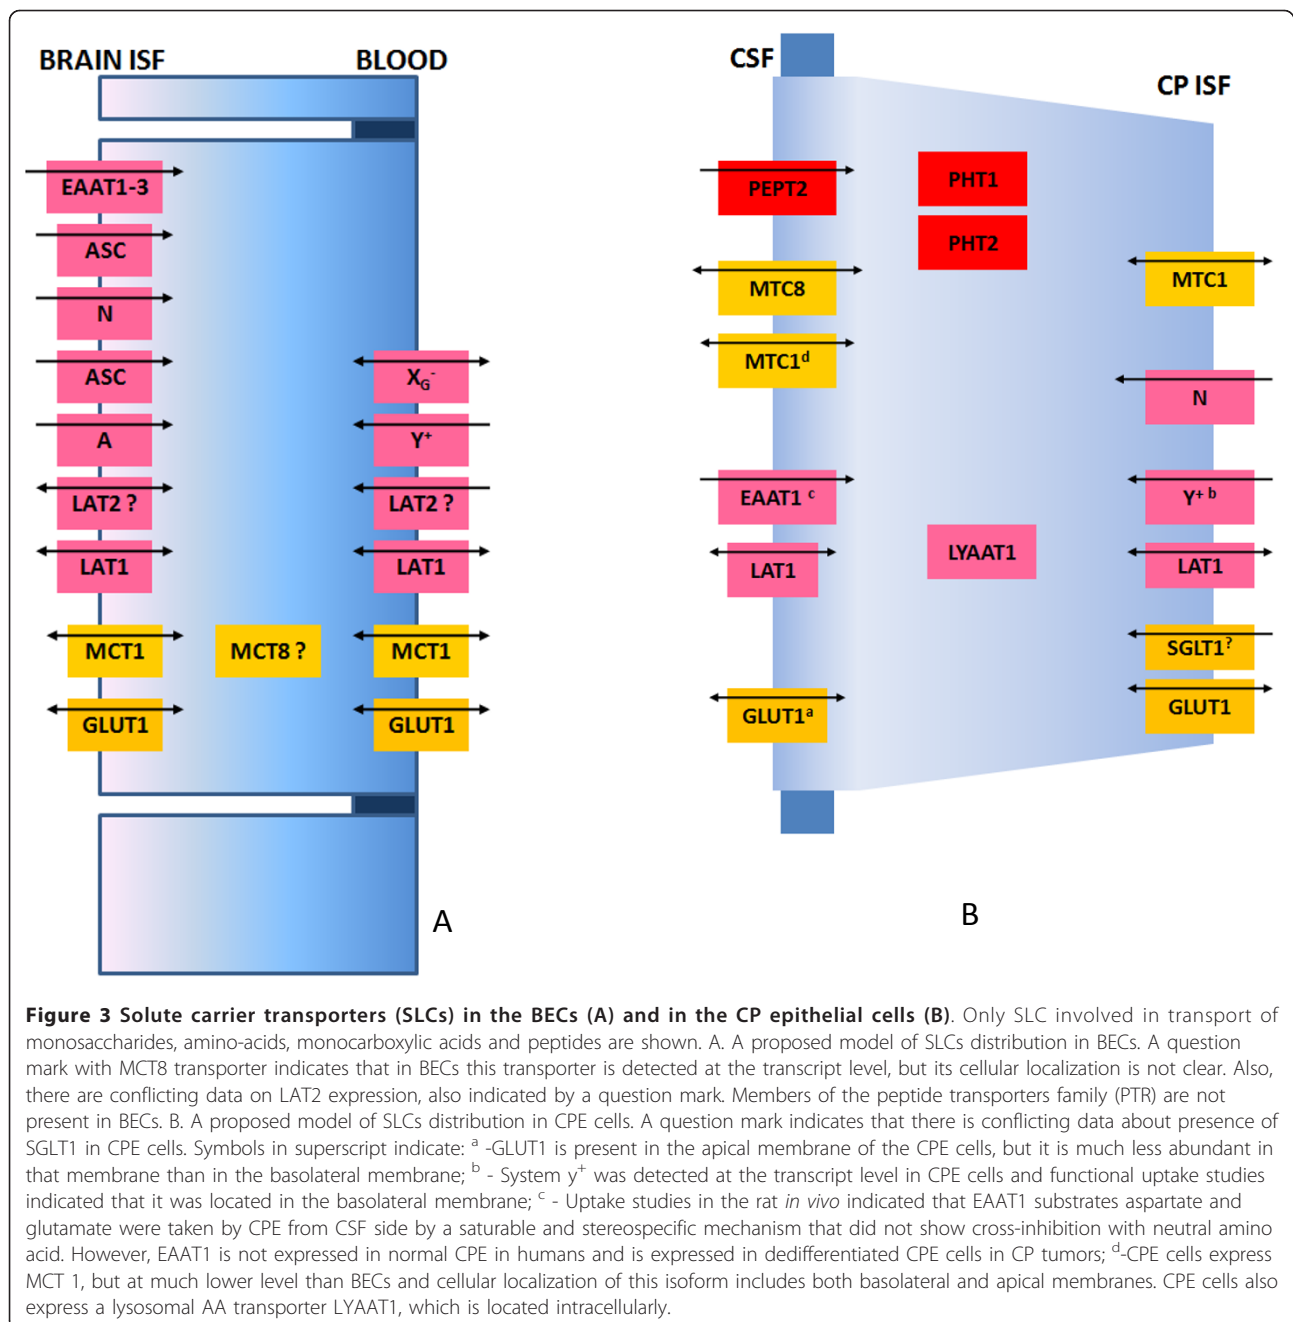 BRAIN ISF
BLOOD
EAAT1-3
ASC
N
ASC
A
LAT2 ?
LAT1
MCT1
GLUT1
MCT8 ?
X_G^-
Y^+
LAT2 ?
LAT1
MCT1
GLUT1
A
CSF
CP ISF
PEPT2
MTC8
MTC1^d
EAAT1 ^c
LAT1
GLUT1^a
PHT1
PHT2
LYAAT1
MTC1
N
Y^+ b
LAT1
SGLT1^?
GLUT1
B
Figure 3 Solute carrier transporters (SLCs) in the BECs (A) and in the CP epithelial cells (B). Only SLC involved in transport of
monosaccharides, amino-acids, monocarboxylic acids and peptides are shown. A. A proposed model of SLCs distribution in BECs. A question
mark with MCT8 transporter indicates that in BECs this transporter is detected at the transcript level, but its cellular localization is not clear. Also,
there are conflicting data on LAT2 expression, also indicated by a question mark. Members of the peptide transporters family (PTR) are not
present in BECs. B. A proposed model of SLCs distribution in CPE cells. A question mark indicates that there is conflicting data about presence of
SGLT1 in CPE cells. Symbols in superscript indicate: ^a -GLUT1 is present in the apical membrane of the CPE cells, but it is much less abundant in
that membrane than in the basolateral membrane; ^b - System y^+ was detected at the transcript level in CPE cells and functional uptake studies
indicated that it was located in the basolateral membrane; ^c - Uptake studies in the rat in vivo indicated that EAAT1 substrates aspartate and
glutamate were taken by CPE from CSF side by a saturable and stereospecific mechanism that did not show cross-inhibition with neutral amino
acid. However, EAAT1 is not expressed in normal CPE in humans and is expressed in dedifferentiated CPE cells in CP tumors; ^d-CPE cells express
MCT 1, but at much lower level than BECs and cellular localization of this isoform includes both basolateral and apical membranes. CPE cells also
express a lysosomal AA transporter LYAAT1, which is located intracellularly.